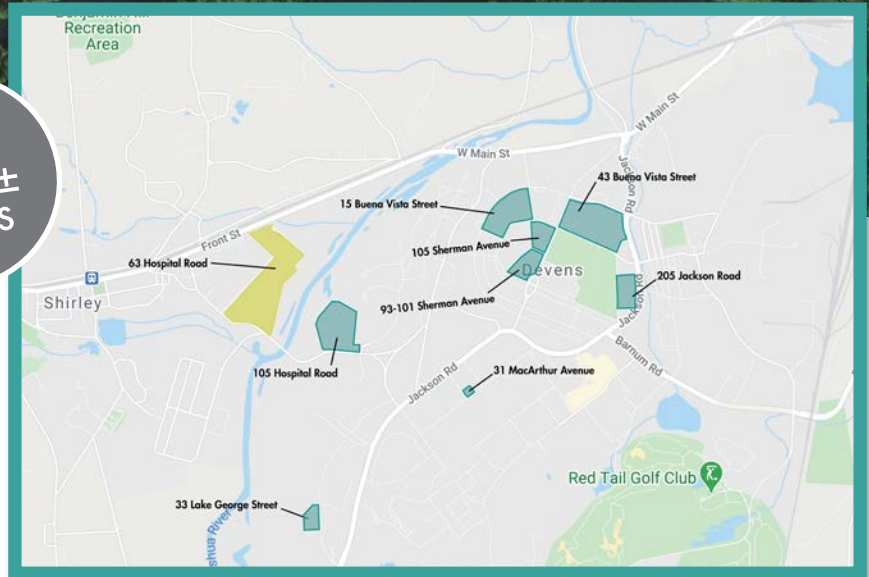 Recreation
Area
±
S
W Main St
W Main St
Jackson Rd
43 Buena Vista Street
15 Buena Vista Street
105 Sherman Avenue
Front St
63 Hospital Road
Devens
205 Jackson Road
Shirley
93-101 Sherman Avenue
Jackson Rd
105 Hospital Road
Jackson Rd
31 MacArthur Avenue
Barnum Rd
Red Tail Golf Club
33 Lake George Street
shua River